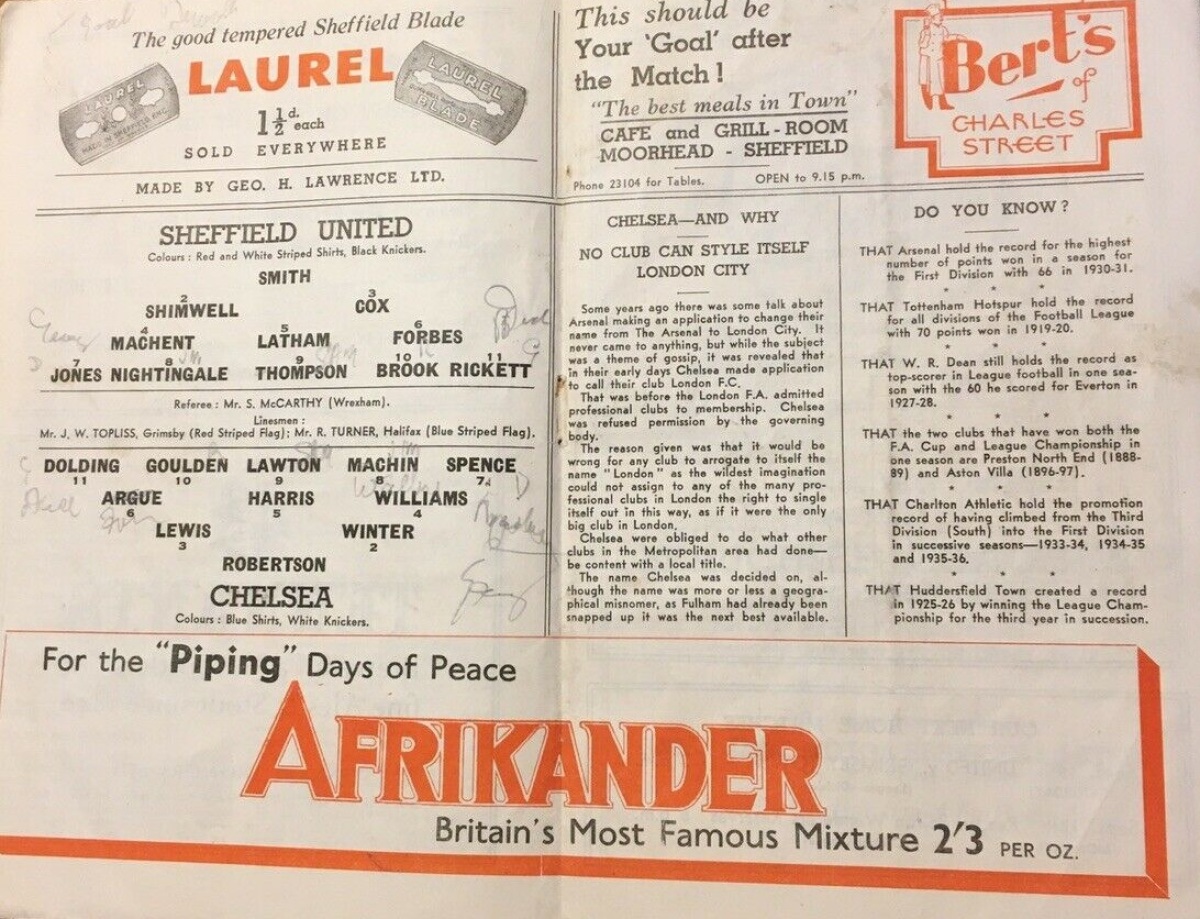 The good tempered Sheffield Blade
LAUREL
LAUREL
MADE IN SHEFFIELD ENG.
LAUREL
BLADE
1½d. each
SOLD EVERYWHERE
MADE BY GEO. H. LAWRENCE LTD.
This should be
Your 'Goal' after
the Match !
"The best meals in Town"
CAFE and GRILL - ROOM
MOORHEAD - SHEFFIELD
Phone 23104 for Tables. OPEN to 9.15 p.m.
Bert's
of
CHARLES
STREET
SHEFFIELD UNITED
Colours : Red and White Striped Shirts, Black Knickers.
SMITH
2 3
SHIMWELL COX
4 5 6
MACHENT LATHAM FORBES
7 8 9 10 11
JONES NIGHTINGALE THOMPSON BROOK RICKETT
Referee : Mr. S. McCARTHY (Wrexham).
Linesmen :
Mr. J. W. TOPLISS, Grimsby (Red Striped Flag); Mr. R. TURNER, Halifax (Blue Striped Flag).
DOLDING GOULDEN LAWTON MACHIN SPENCE
11 10 9 8 7
ARGUE HARRIS WILLIAMS
6 5 4
LEWIS WINTER
3 2
ROBERTSON
CHELSEA
Colours : Blue Shirts, White Knickers.
CHELSEA—AND WHY
NO CLUB CAN STYLE ITSELF
LONDON CITY
Some years ago there was some talk about
Arsenal making an application to change their
name from The Arsenal to London City. It
never came to anything, but while the subject
was a theme of gossip, it was revealed that
in their early days Chelsea made application
to call their club London F.C.
That was before the London F.A. admitted
professional clubs to membership. Chelsea
was refused permission by the governing
body.
The reason given was that it would be
wrong for any club to arrogate to itself the
name "London" as the wildest imagination
could not assign to any of the many pro-
fessional clubs in London the right to single
itself out in this way, as if it were the only
big club in London.
Chelsea were obliged to do what other
clubs in the Metropolitan area had done—
be content with a local title.
The name Chelsea was decided on, al-
though the name was more or less a geogra-
phical misnomer, as Fulham had already been
snapped up it was the next best available.
DO YOU KNOW ?
THAT Arsenal hold the record for the highest
number of points won in a season for
the First Division with 66 in 1930-31.
* * *
THAT Tottenham Hotspur hold the record
for all divisions of the Football League
with 70 points won in 1919-20.
* * *
THAT W. R. Dean still holds the record as
top-scorer in League football in one sea-
son with the 60 he scored for Everton in
1927-28.
* * *
THAT the two clubs that have won both the
F.A. Cup and League Championship in
one season are Preston North End (1888-
89) and Aston Villa (1896-97).
* * *
THAT Charlton Athletic hold the promotion
record of having climbed from the Third
Division (South) into the First Division
in successive seasons—1933-34, 1934-35
and 1935-36.
* * *
THAT Huddersfield Town created a record
in 1925-26 by winning the League Cham-
pionship for the third year in succession.
For the "Piping" Days of Peace
AFRIKANDER
Britain's Most Famous Mixture 2'3 PER OZ.